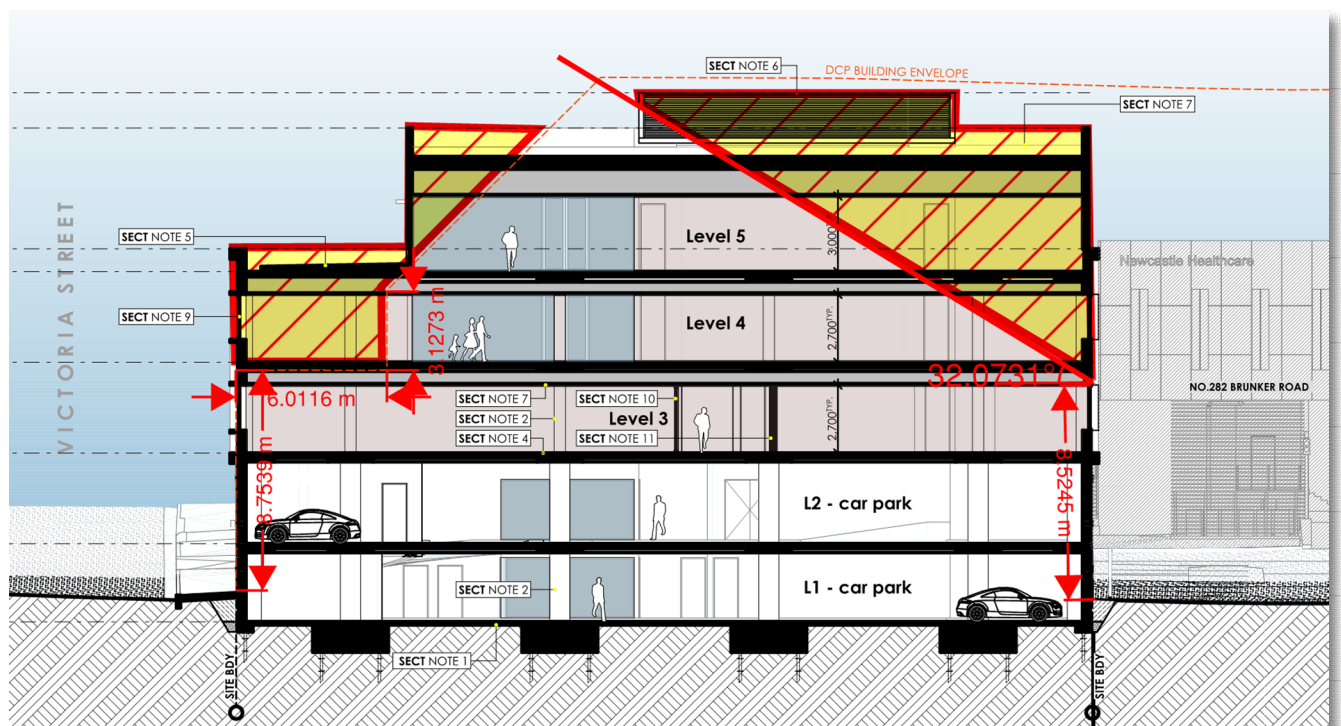 SECT NOTE 6
DCP BUILDING ENVELOPE
SECT NOTE 7
VICTORIA STREET
SECT NOTE 5
Level 5
3,000TYP.
Newcastle Healthcare
SECT NOTE 9
Level 4
2,700TYP.
3.1273 m
32.0731°
NO.282 BRUNKER ROAD
6.0116 m
SECT NOTE 7
SECT NOTE 10
SECT NOTE 2
Level 3
2,700TYP.
SECT NOTE 4
SECT NOTE 11
8.7539 m
8.5245 m
L2 - car park
SECT NOTE 2
L1 - car park
SECT NOTE 1
SITE BDY
SITE BDY